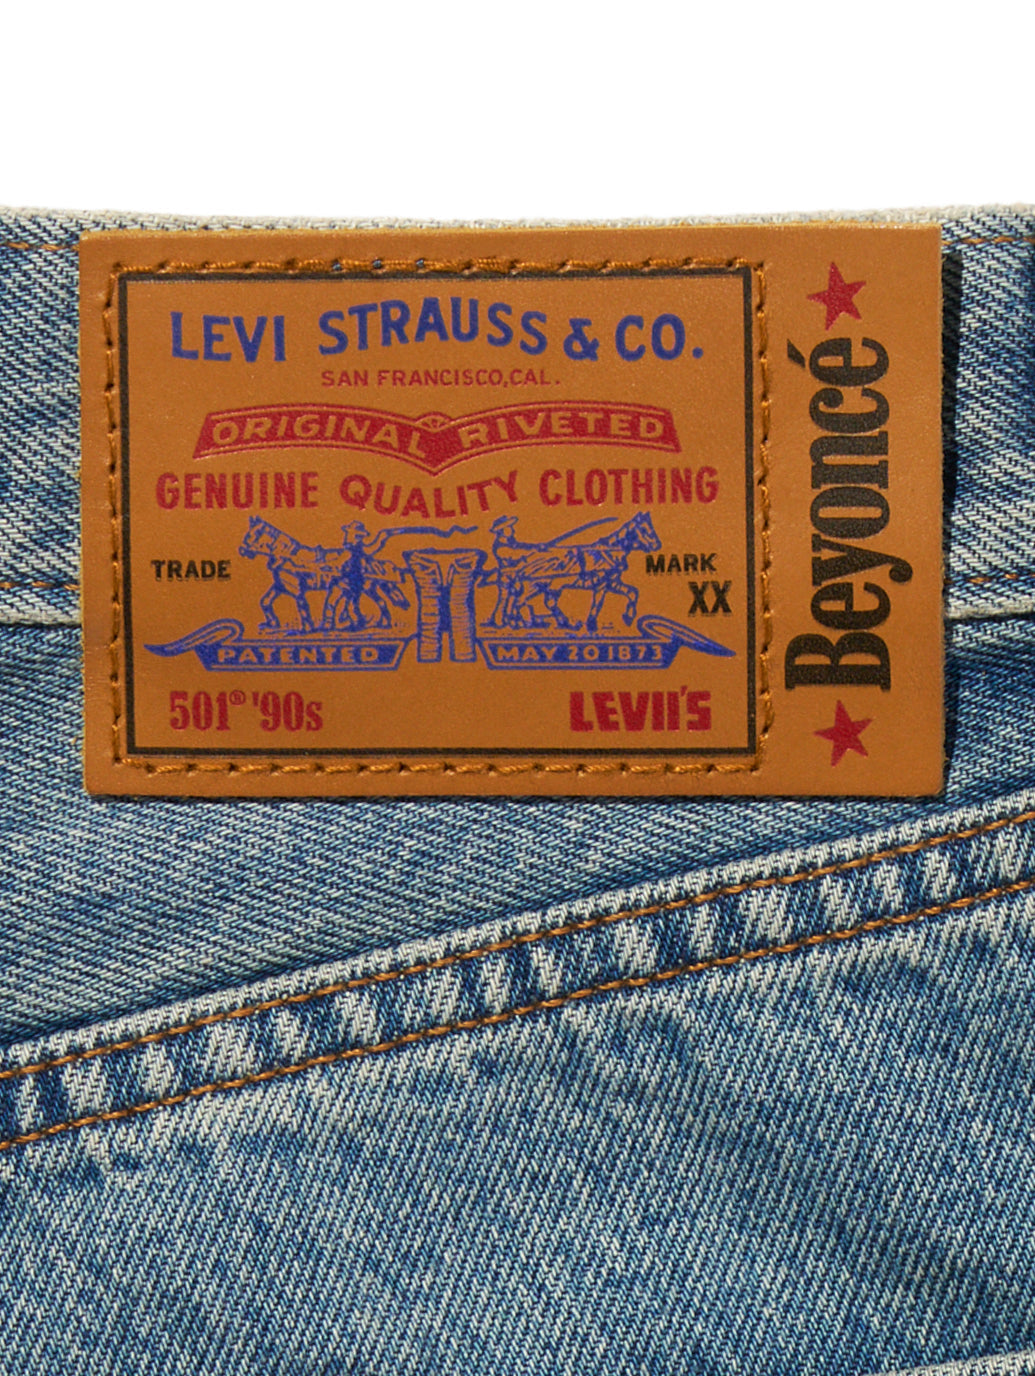 LEVI STRAUSS & CO.
SAN FRANCISCO, CAL.
ORIGINAL RIVETED
GENUINE QUALITY CLOTHING
TRADE MARK
XX
PATENTED MAY 20 1873
501® '90s LEVII'S
Beyoncé